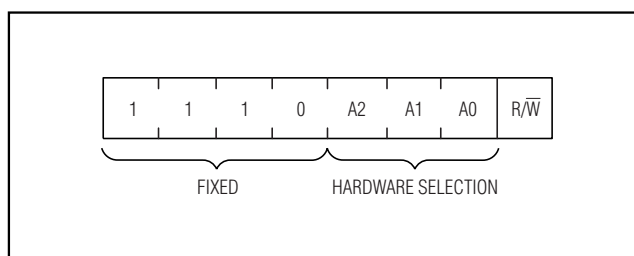 1 1 1 0 A2 A1 A0 R/W̅
FIXED HARDWARE SELECTION